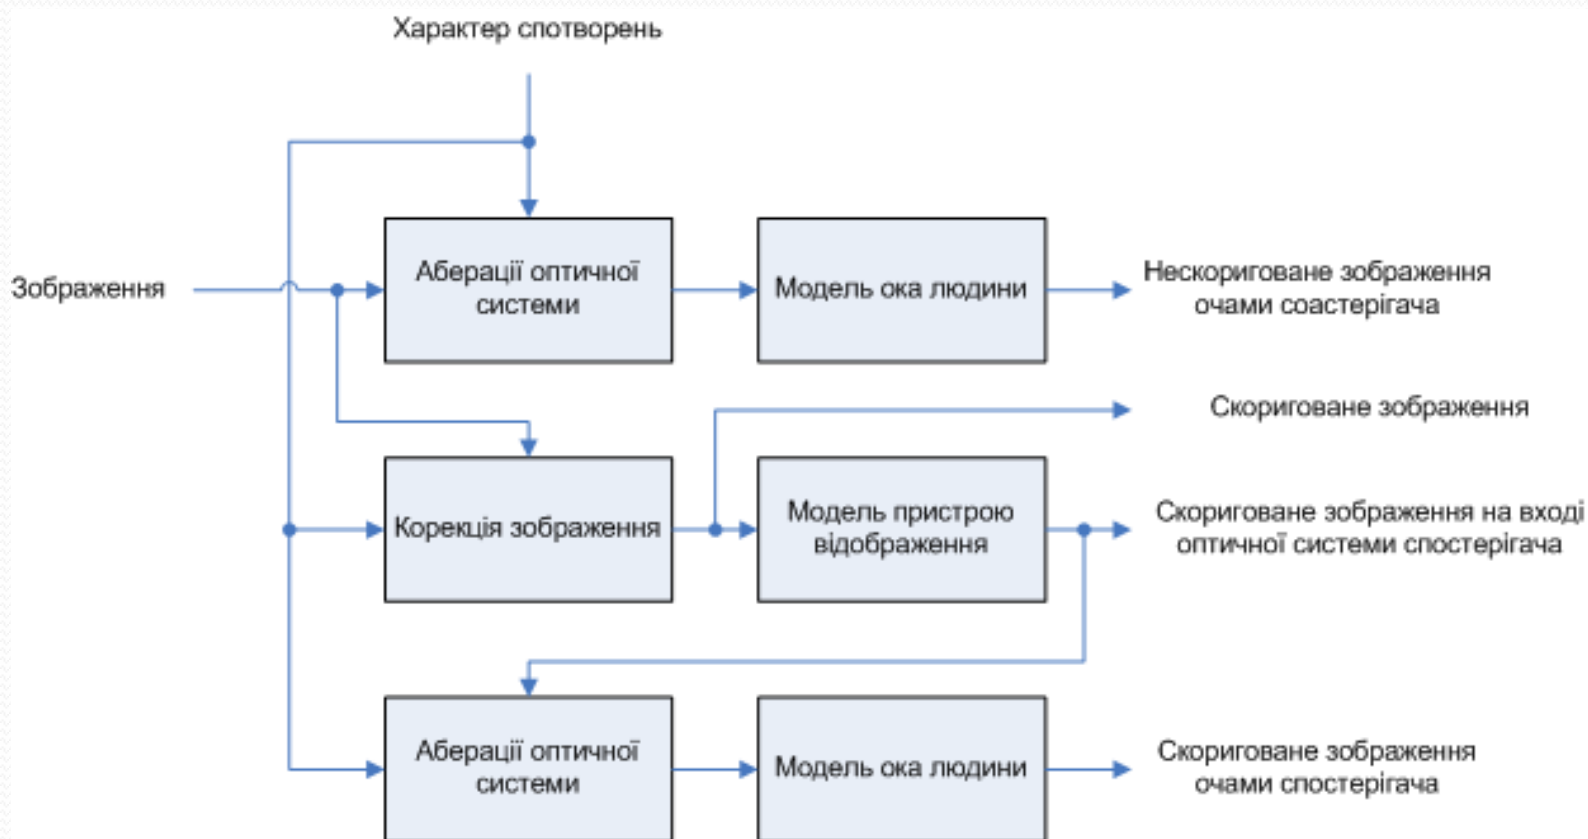 Характер спотворень
Зображення
Аберації оптичної
системи
Модель ока людини
Нескориговане зображення
очами соастерігача
Скориговане зображення
Корекція зображення
Модель пристрою
відображення
Скориговане зображення на вході
оптичної системи спостерігача
Аберації оптичної
системи
Модель ока людини
Скориговане зображення
очами спостерігача